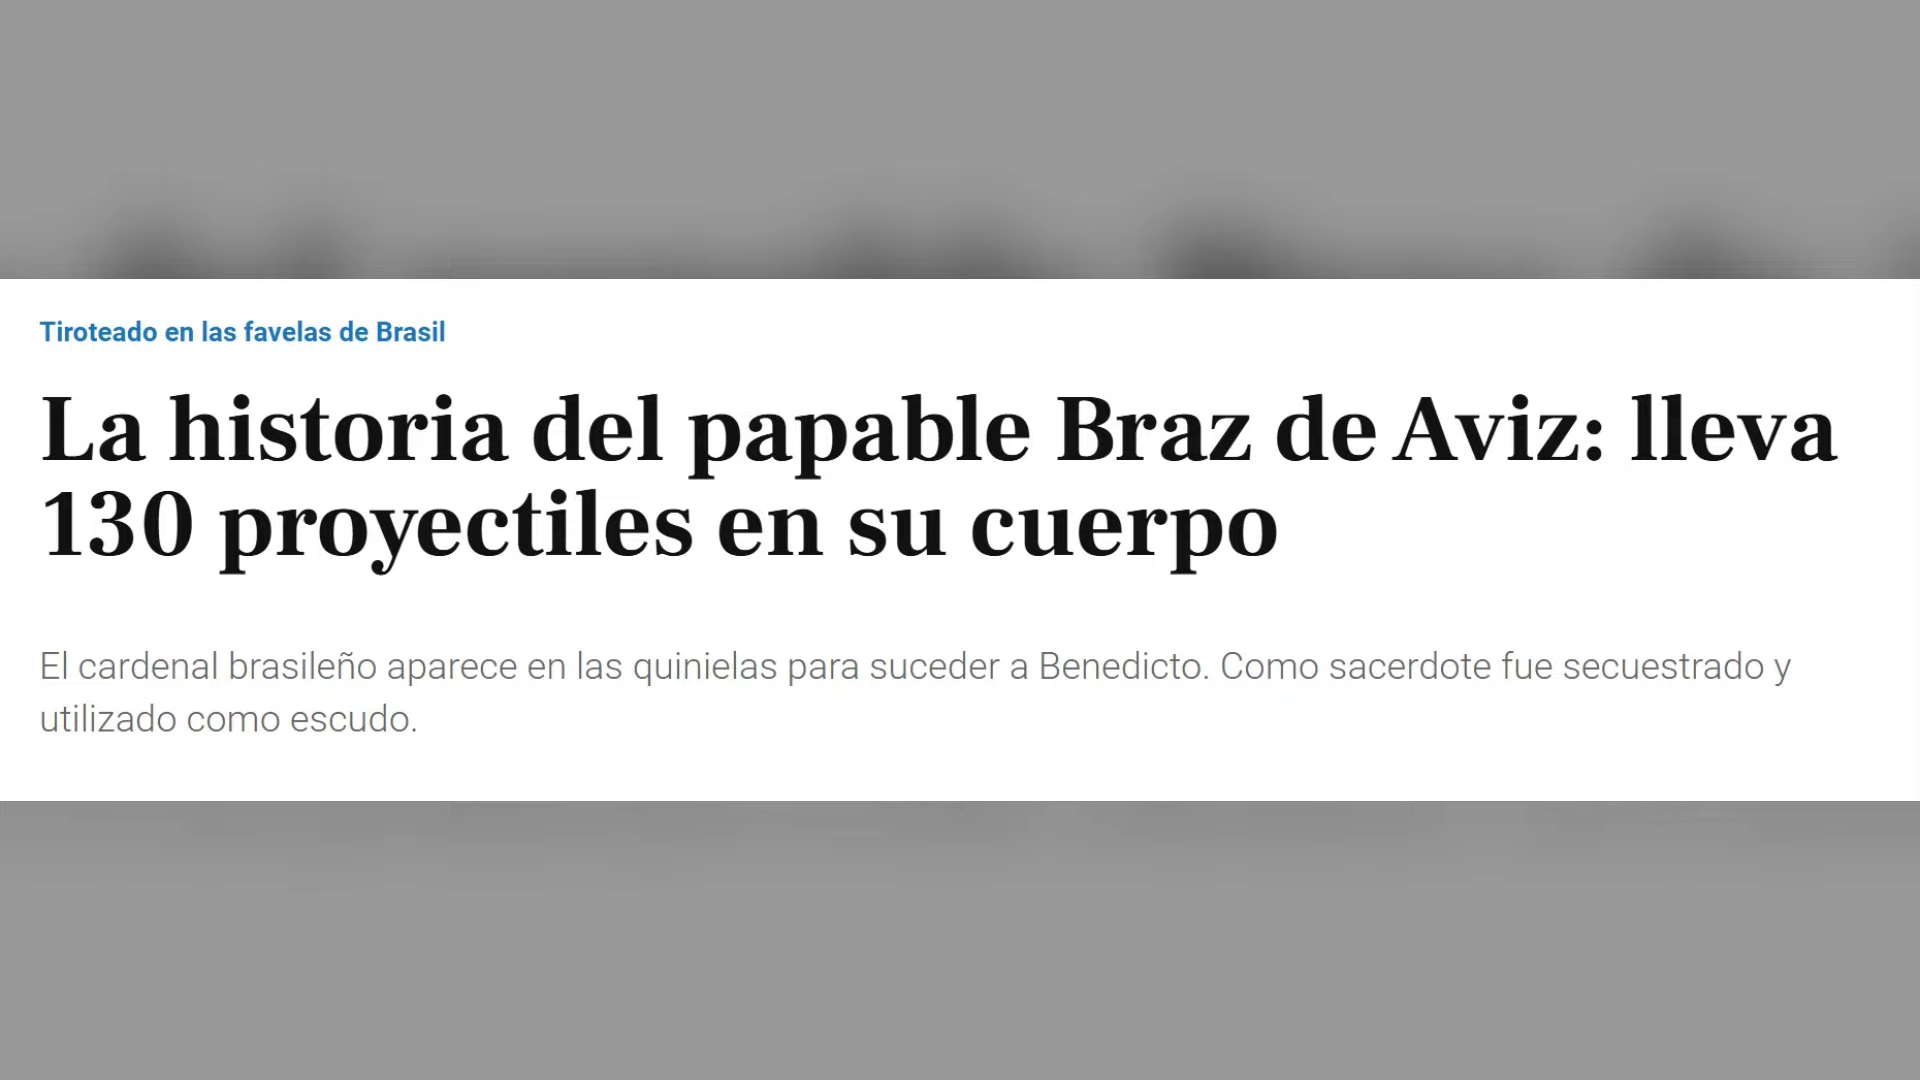 Tiroteado en las favelas de Brasil
La historia del papable Braz de Aviz: lleva
130 proyectiles en su cuerpo
El cardenal brasileño aparece en las quinielas para suceder a Benedicto. Como sacerdote fue secuestrado y
utilizado como escudo.